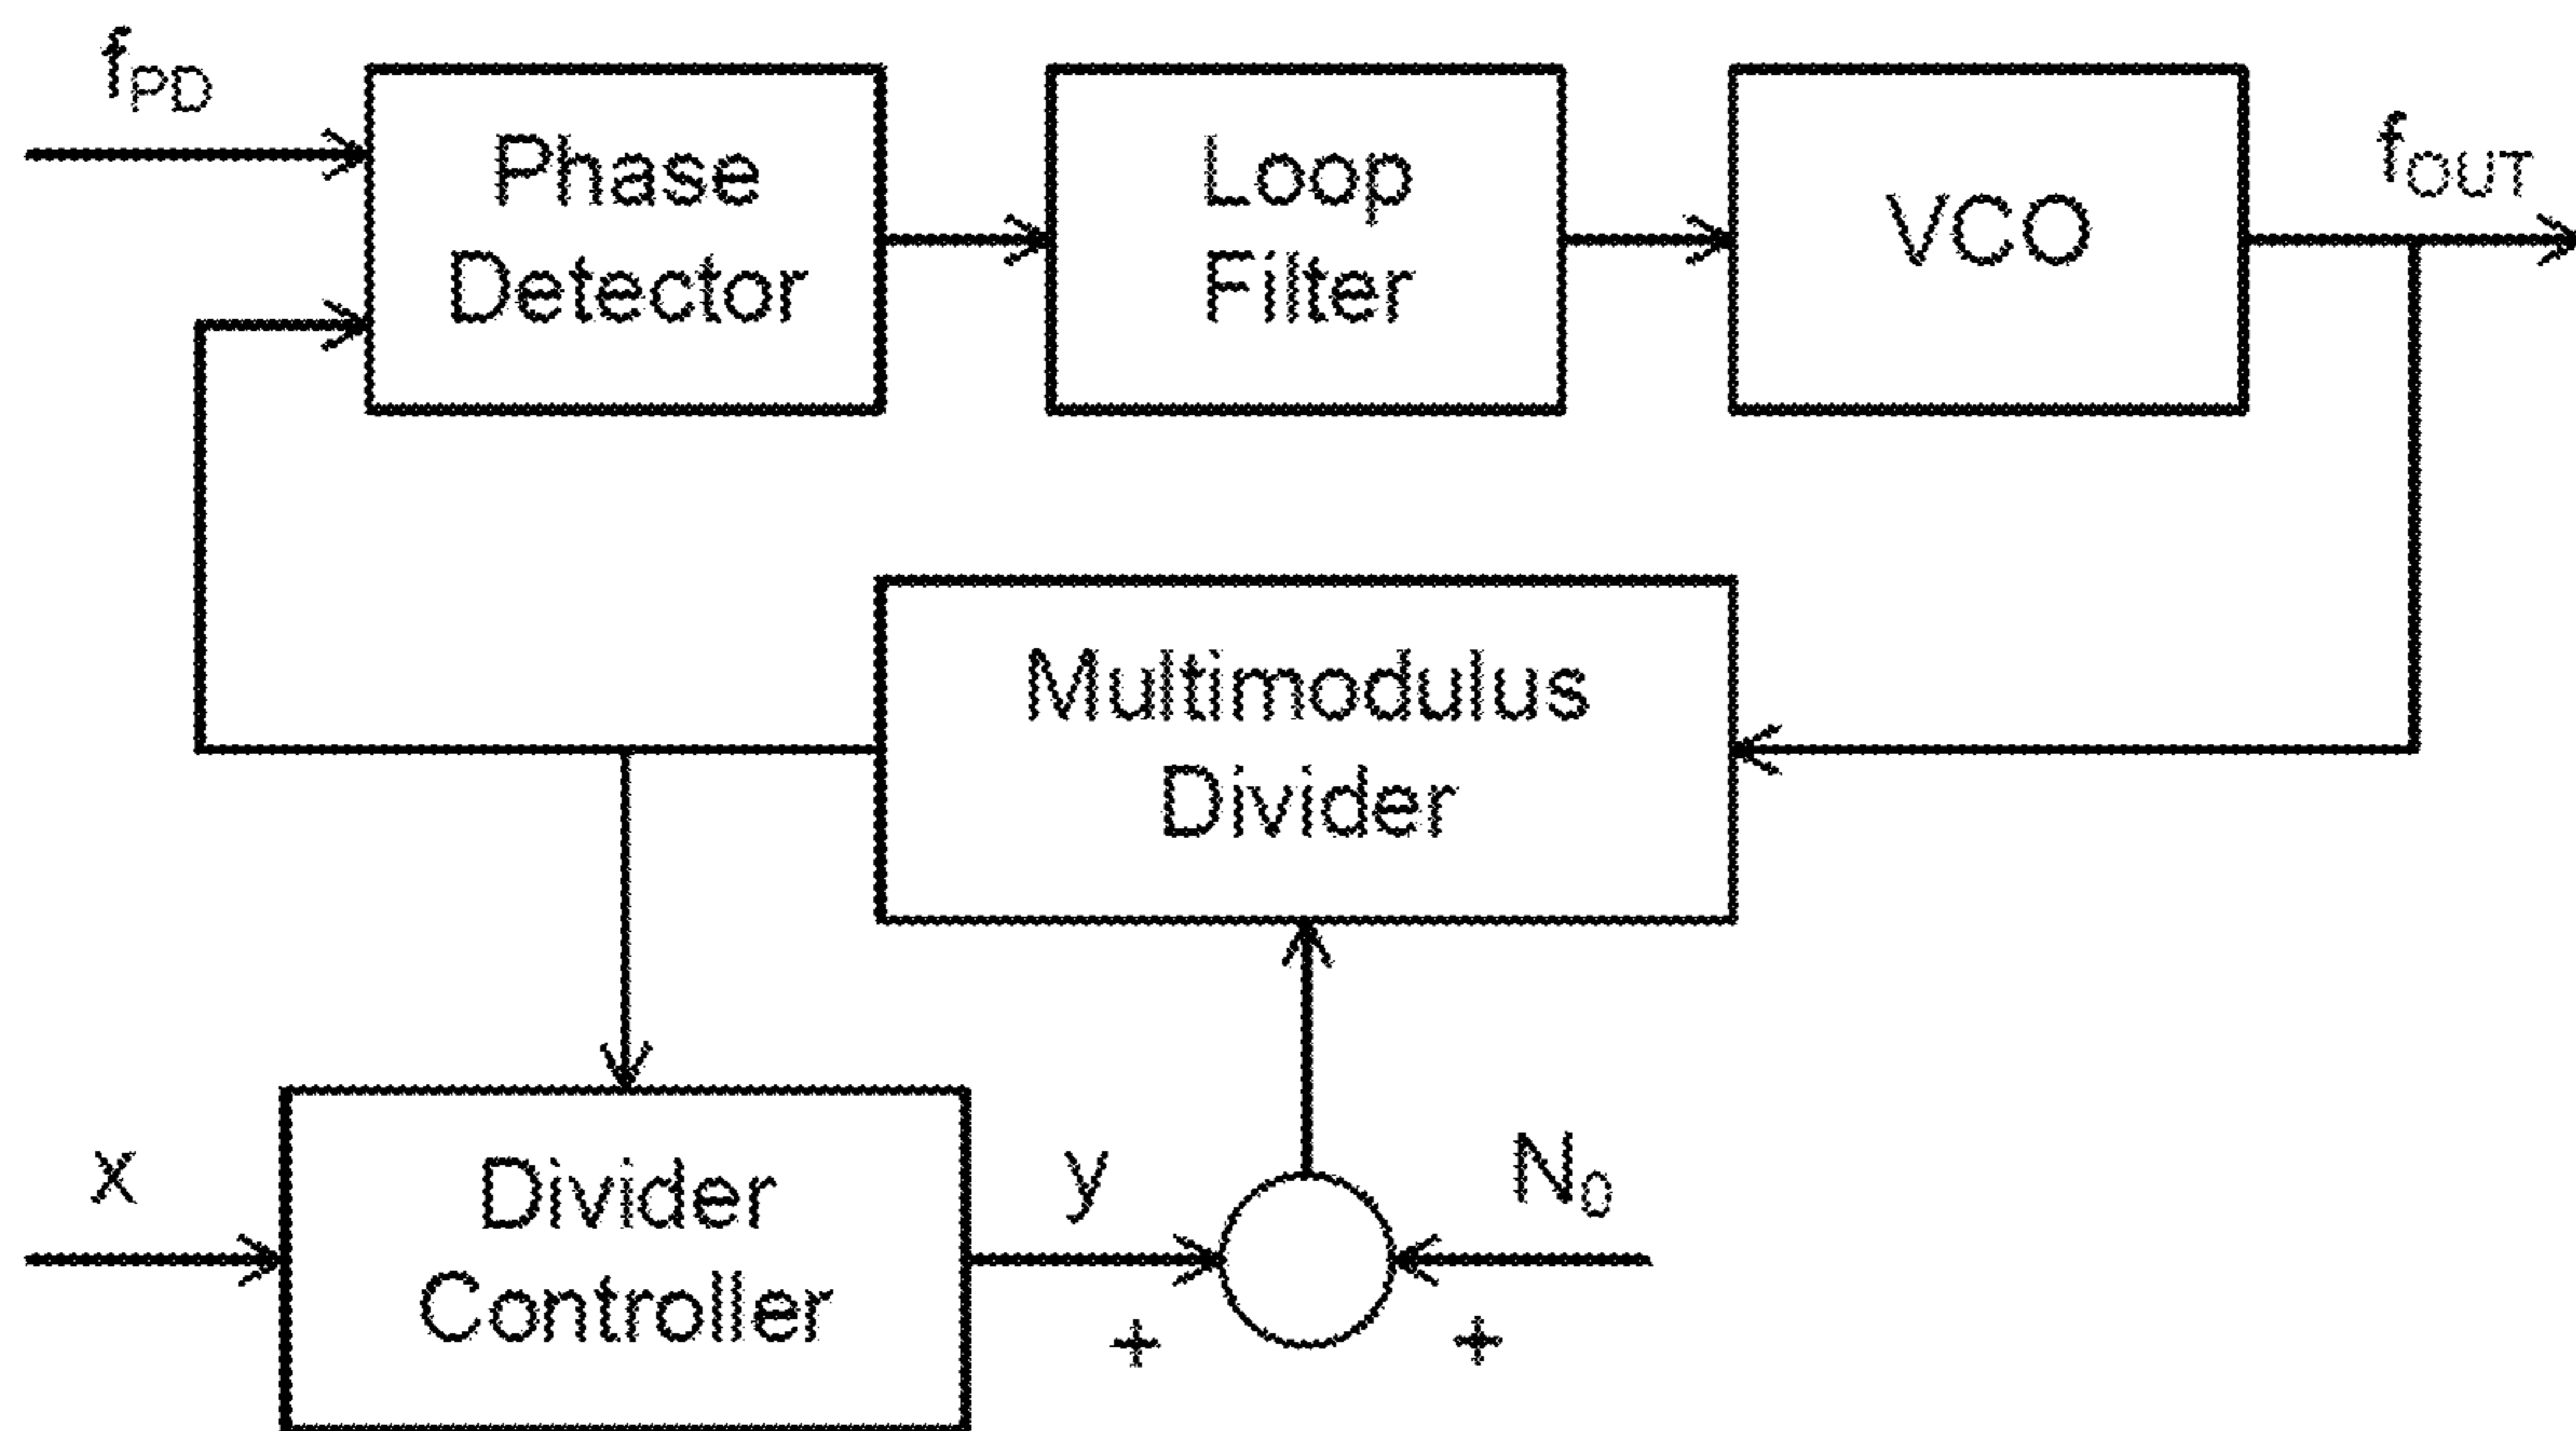 fPD
Phase
Detector
Loop
Filter
VCO
fOUT
Multimodulus
Divider
x
Divider
Controller
y
N0
+
+